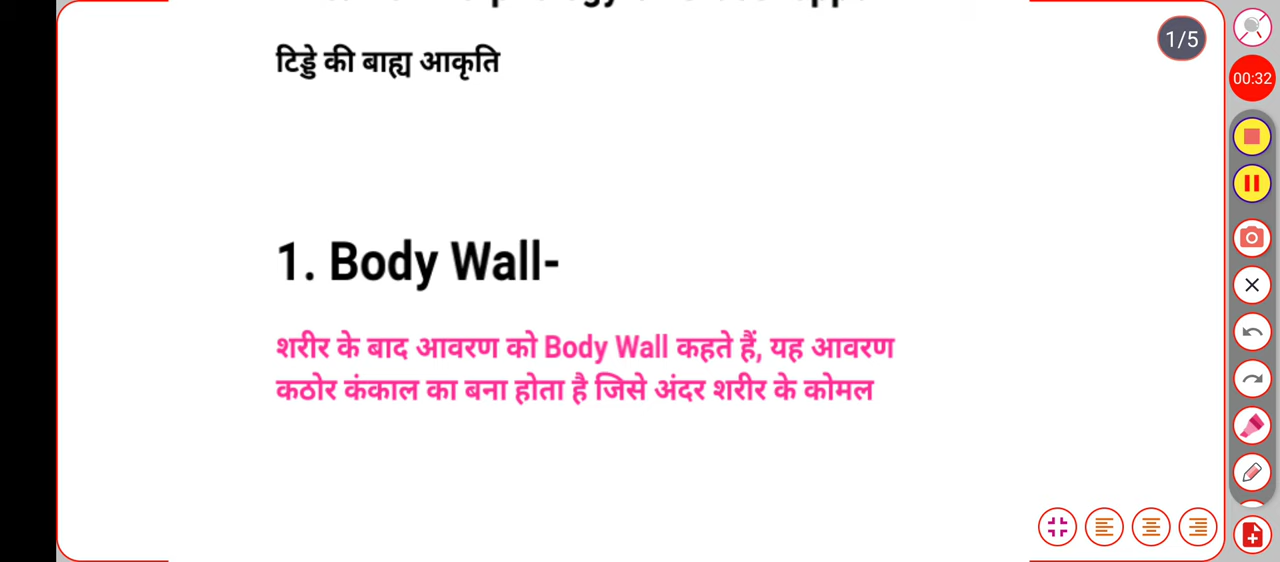 1/5
00:32
टिड्डे की बाह्य आकृति
1. Body Wall-
शरीर के बाद आवरण को Body Wall कहते हैं, यह आवरण
कठोर कंकाल का बना होता है जिसे अंदर शरीर के कोमल